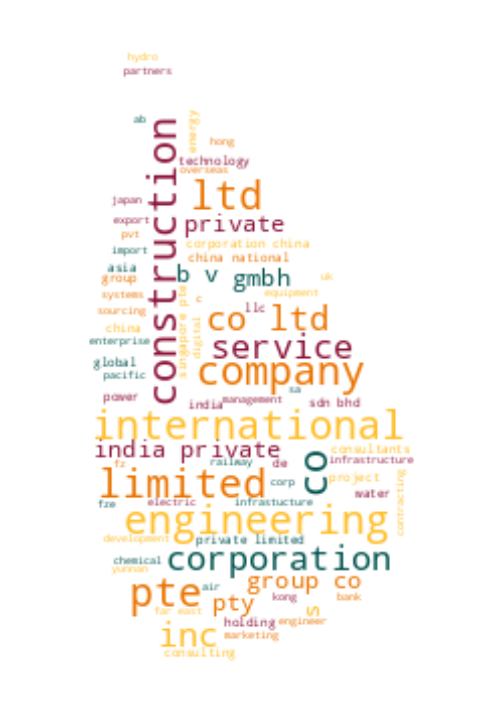 hydro
partners
ab
construction
energy
hong
technology
overseas
japan
ltd
export
private
pvt
corporation china
import
china national
asia
b v
gmbh
group
uk
systems
singapore pte
c
equipment
sourcing
llc
co ltd
china
digital
enterprise
service
global
company
pacific
sa
power
india
management
sdn bhd
international
india private
co
consultants
fz
railway
de
infrastructure
limited
corp
project
water
contracting
fze
electric
infrastucture
engineering
development
private limited
chemical
corporation
yunnan
pte
air
group co
kong
bank
pty
far east
s
holding
engineer
inc
marketing
consulting